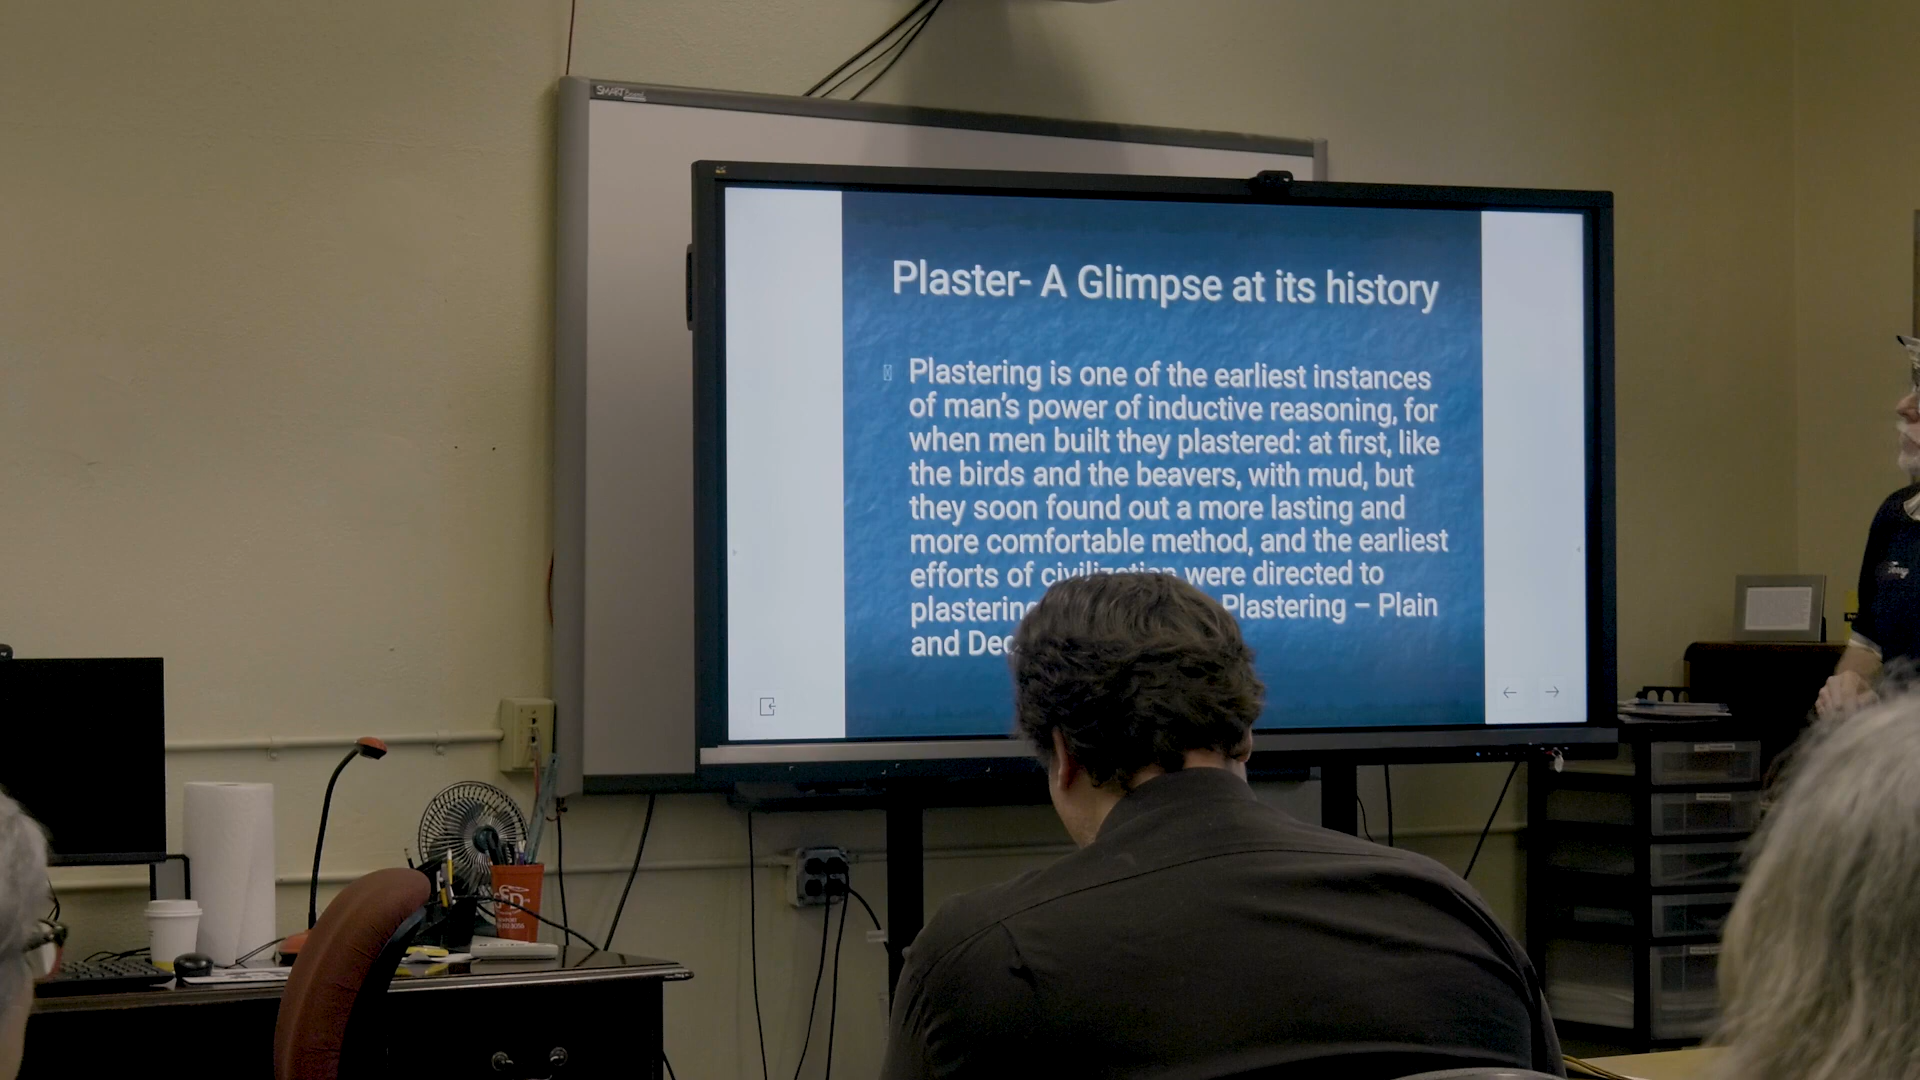 SMART Board
Plaster- A Glimpse at its history
Plastering is one of the earliest instances
of man's power of inductive reasoning, for
when men built they plastered: at first, like
the birds and the beavers, with mud, but
they soon found out a more lasting and
more comfortable method, and the earliest
efforts of civilization were directed to
plastering Plastering – Plain
and